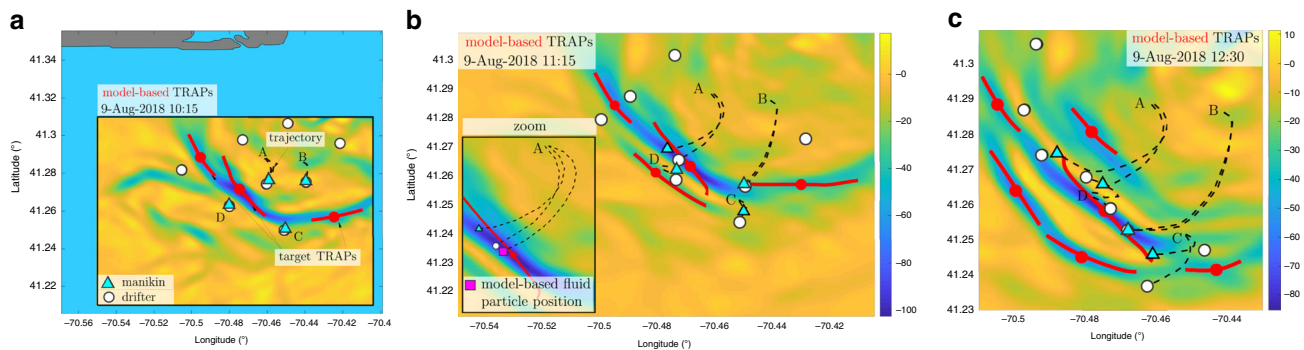 a
41.34
41.32
41.3
41.28
41.26
41.24
41.22
Latitude (°)
model-based TRAPs
9-Aug-2018 10:15
trajectory
A
B
D
C
target TRAPs
manikin
drifter
−70.56
−70.54
−70.52
−70.5
−70.48
−70.46
−70.44
−70.42
−70.4
Longitude (°)
b
41.3
41.29
41.28
41.27
41.26
41.25
41.24
41.23
41.22
Latitude (°)
model-based TRAPs
9-Aug-2018 11:15
A
B
zoom
A
D
C
model-based fluid
particle position
−70.54
−70.52
−70.5
−70.48
−70.46
−70.44
−70.42
Longitude (°)
−0
−20
−40
−60
−80
−100
c
41.3
41.29
41.28
41.27
41.26
41.25
41.24
41.23
Latitude (°)
model-based TRAPs
9-Aug-2018 12:30
A
B
D
C
−70.5
−70.48
−70.46
−70.44
Longitude (°)
10
−0
−10
−20
−30
−40
−50
−60
−70
−80